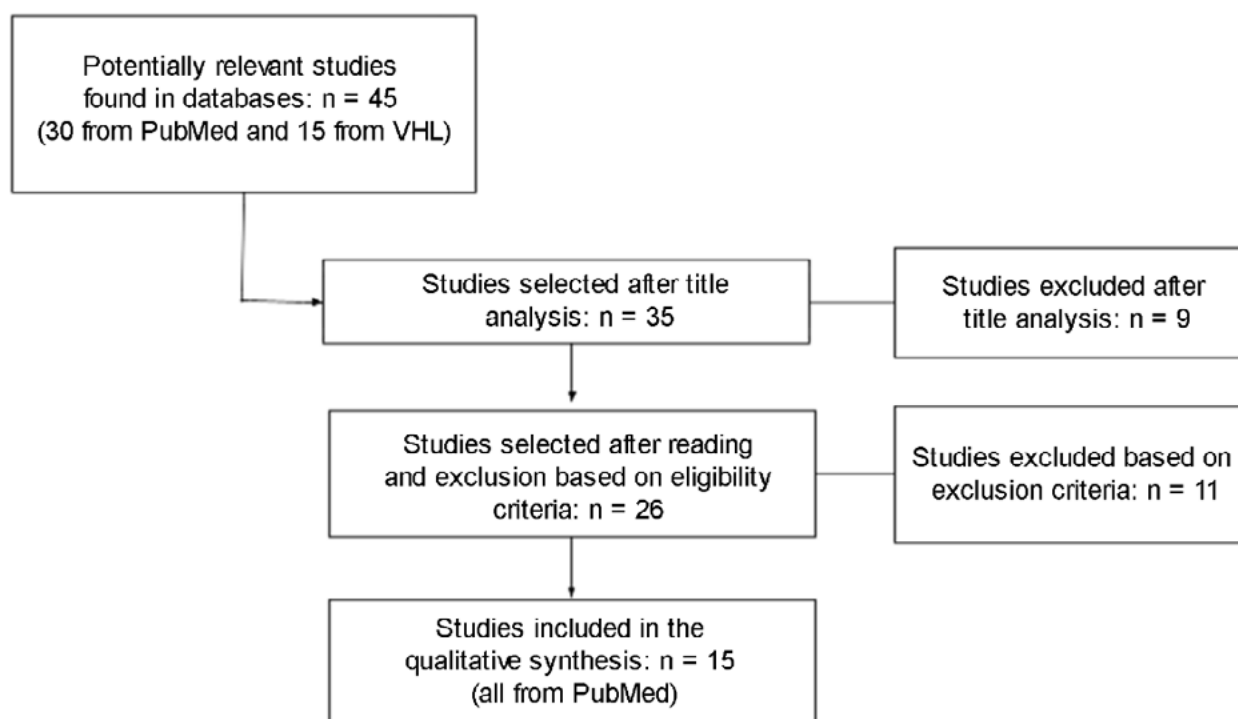 Potentially relevant studies
found in databases: n = 45
(30 from PubMed and 15 from VHL)
Studies selected after title
analysis: n = 35
Studies excluded after
title analysis: n = 9
Studies selected after reading
and exclusion based on eligibility
criteria: n = 26
Studies excluded based on
exclusion criteria: n = 11
Studies included in the
qualitative synthesis: n = 15
(all from PubMed)